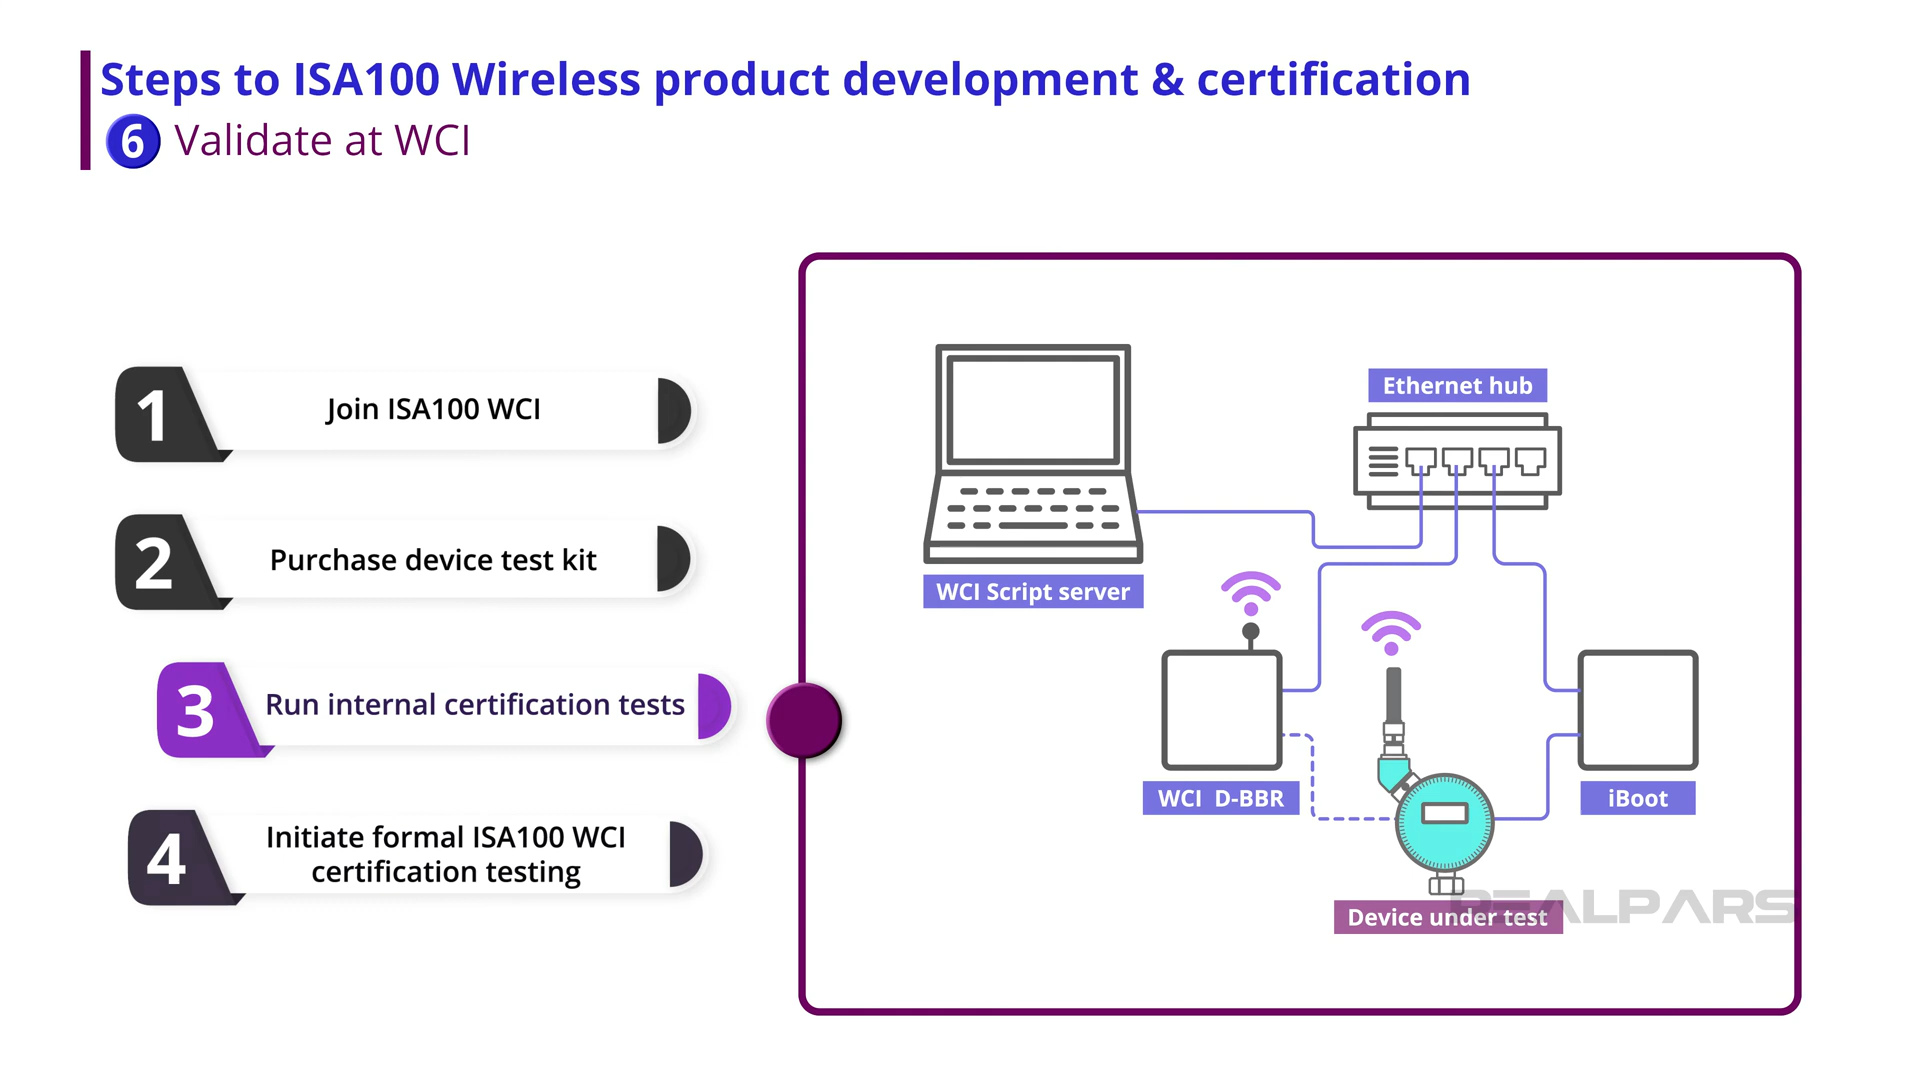 Steps to ISA100 Wireless product development & certification
6 Validate at WCI
1 Join ISA100 WCI
2 Purchase device test kit
3 Run internal certification tests
4 Initiate formal ISA100 WCI
certification testing
Ethernet hub
WCI Script server
WCI D-BBR
iBoot
Device under test
REALPARS